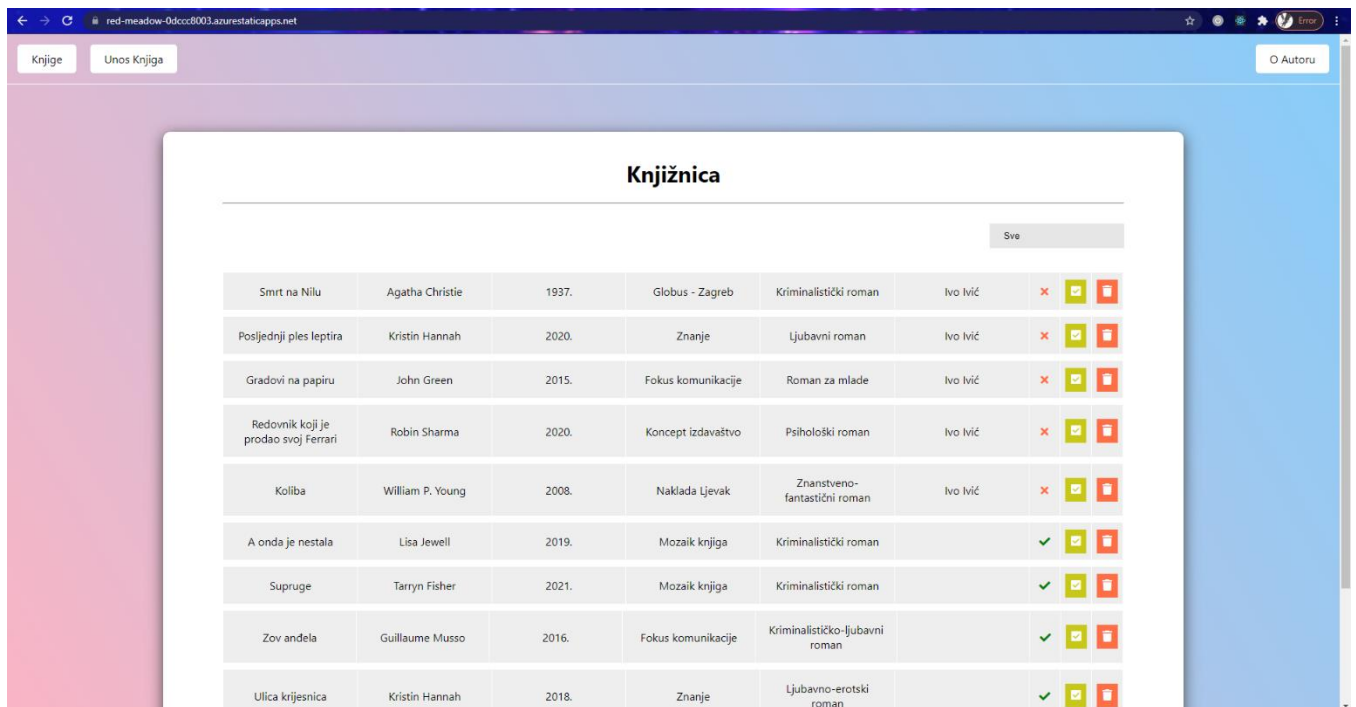 red-meadow-0dccc8003.azurestaticapps.net Error
Knjige Unos Knjiga O Autoru
Knjižnica
Sve
Smrt na Nilu Agatha Christie 1937. Globus - Zagreb Kriminalistički roman Ivo Ivić
Posljednji ples leptira Kristin Hannah 2020. Znanje Ljubavni roman Ivo Ivić
Gradovi na papiru John Green 2015. Fokus komunikacije Roman za mlade Ivo Ivić
Redovnik koji je
prodao svoj Ferrari Robin Sharma 2020. Koncept izdavaštvo Psihološki roman Ivo Ivić
Koliba William P. Young 2008. Naklada Ljevak Znanstveno-
fantastični roman Ivo Ivić
A onda je nestala Lisa Jewell 2019. Mozaik knjiga Kriminalistički roman
Supruge Tarryn Fisher 2021. Mozaik knjiga Kriminalistički roman
Zov anđela Guillaume Musso 2016. Fokus komunikacije Kriminalističko-ljubavni
roman
Ulica krijesnica Kristin Hannah 2018. Znanje Ljubavno-erotski
roman